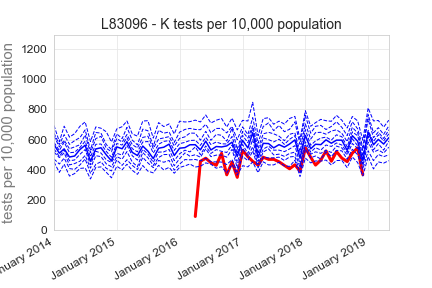 L83096 - K tests per 10,000 population
tests per 10,000 population
1200
1000
800
600
400
200
0
nuary 2014
January 2015
January 2016
January 2017
January 2018
January 2019